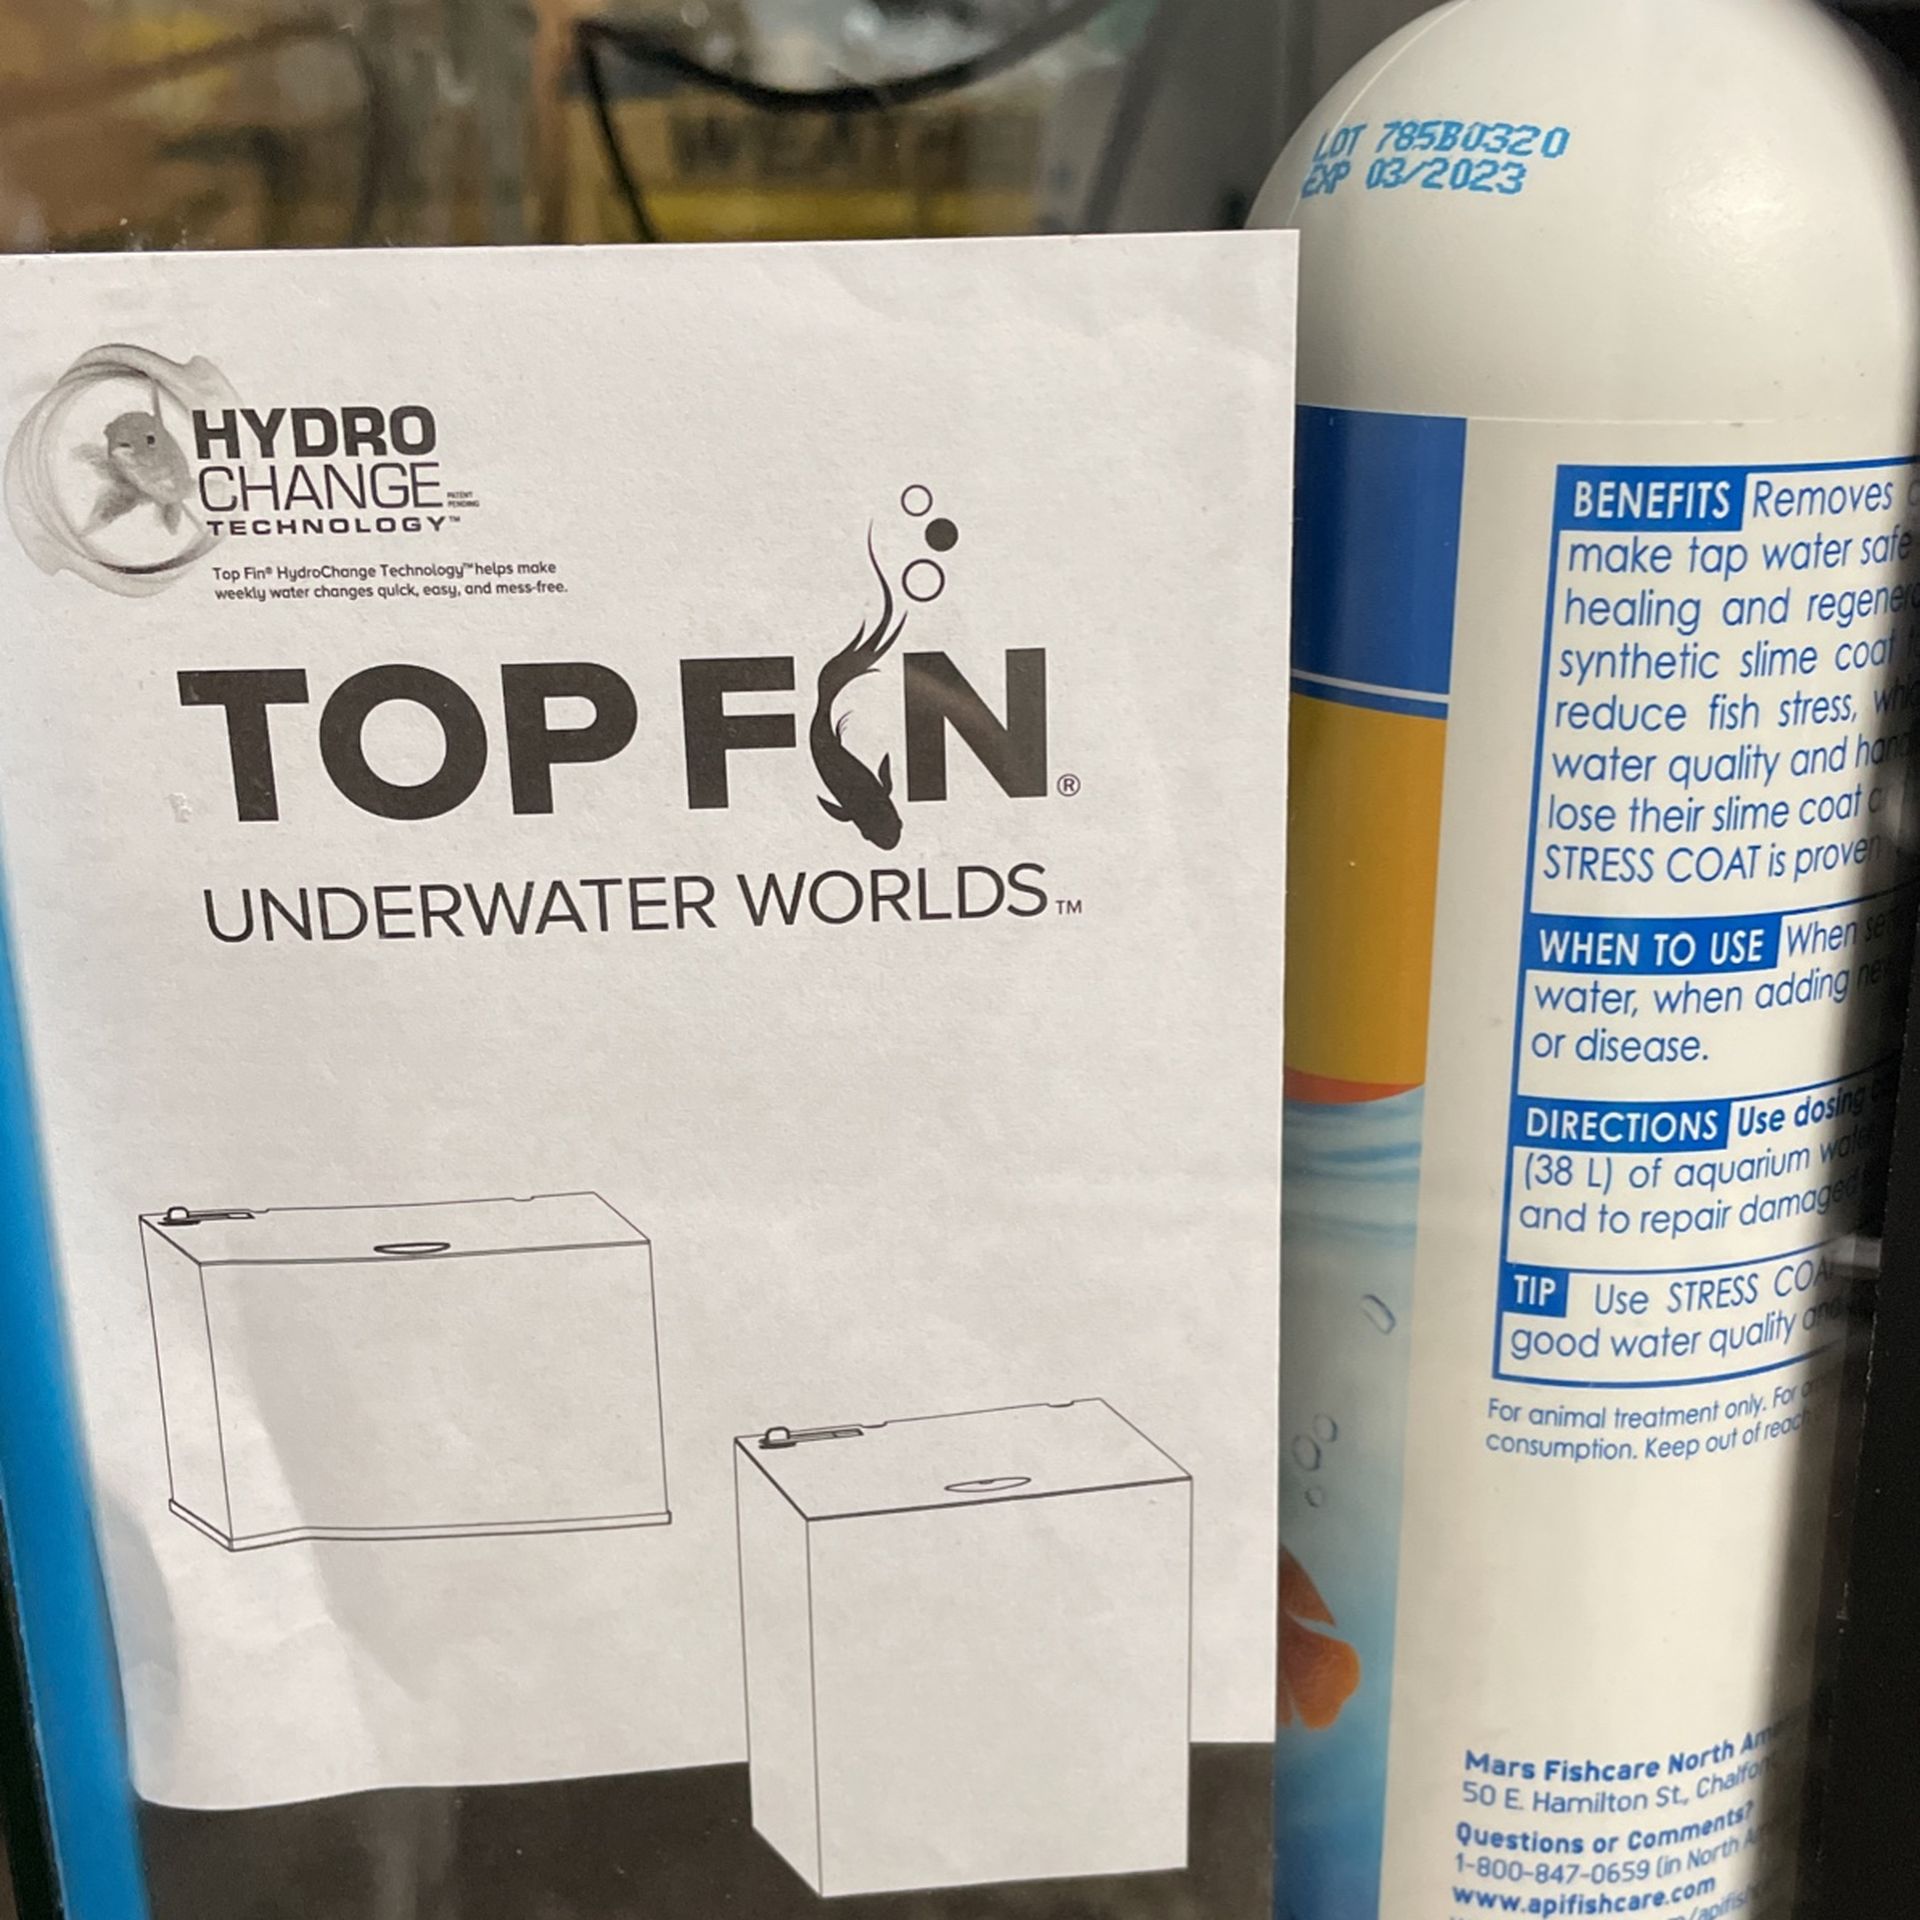 HYDRO
CHANGE PATENT PENDING
TECHNOLOGY™
Top Fin® HydroChange Technology™ helps make
weekly water changes quick, easy, and mess-free.
TOP FIN®
UNDERWATER WORLDS™
LOT 785B0320
EXP 03/2023
BENEFITS Removes
make tap water safe
healing and
synthetic slime coat
reduce fish stress,
water quality and
lose their slime coat
STRESS COAT is proven
WHEN TO USE When
water, when adding
or disease.
DIRECTIONS Use dosing
(38 L) of aquarium
and to repair
TIP Use STRESS
good water quality
For animal treatment only. For
consumption. Keep out of
Mars Fishcare North
50 E. Hamilton St.,
Questions or Comments?
1-800-847-0659 (in North
www.apifishcare.com